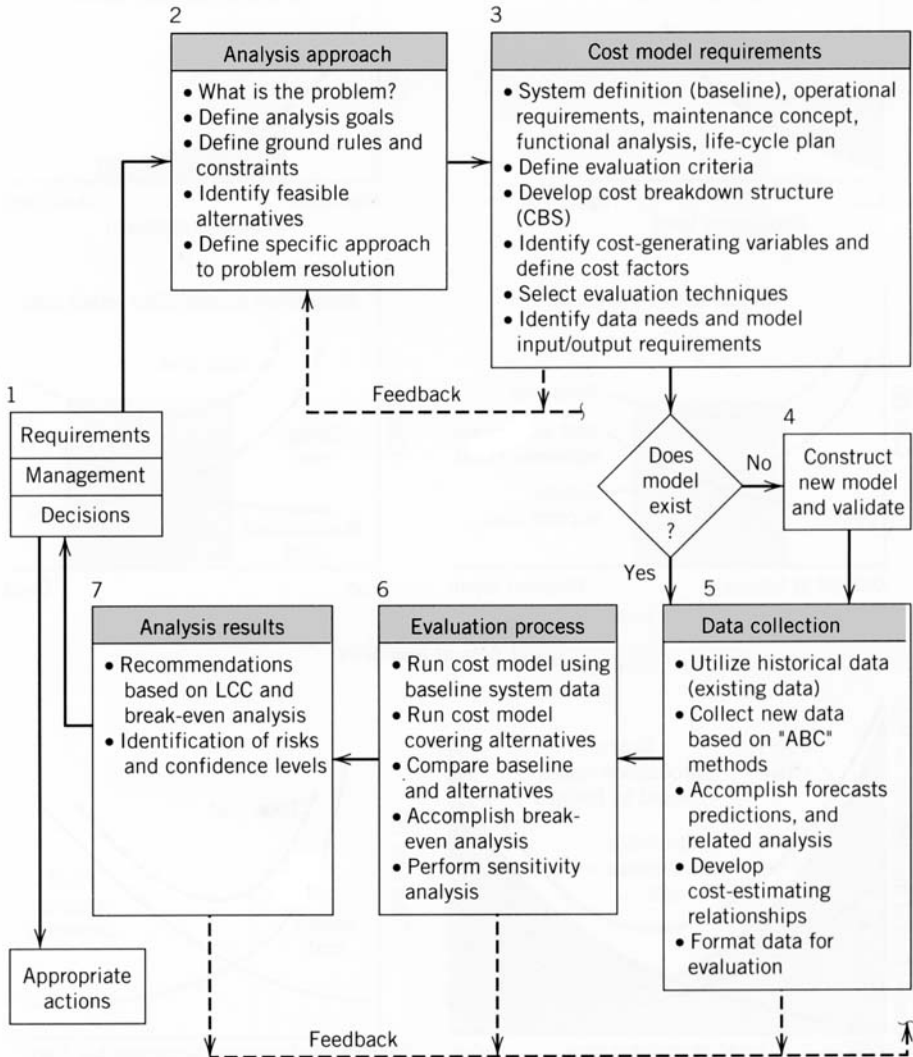 2
Analysis approach
• What is the problem?
• Define analysis goals
• Define ground rules and
constraints
• Identify feasible
alternatives
• Define specific approach
to problem resolution
3
Cost model requirements
• System definition (baseline), operational
requirements, maintenance concept,
functional analysis, life-cycle plan
• Define evaluation criteria
• Develop cost breakdown structure
(CBS)
• Identify cost-generating variables and
define cost factors
• Select evaluation techniques
• Identify data needs and model
input/output requirements
Feedback
1
Requirements
Management
Decisions
Does
model
exist
?
No
Yes
4
Construct
new model
and validate
7
Analysis results
• Recommendations
based on LCC and
break-even analysis
• Identification of risks
and confidence levels
6
Evaluation process
• Run cost model using
baseline system data
• Run cost model
covering alternatives
• Compare baseline
and alternatives
• Accomplish break-
even analysis
• Perform sensitivity
analysis
5
Data collection
• Utilize historical data
(existing data)
• Collect new data
based on "ABC"
methods
• Accomplish forecasts
predictions, and
related analysis
• Develop
cost-estimating
relationships
• Format data for
evaluation
Appropriate
actions
Feedback